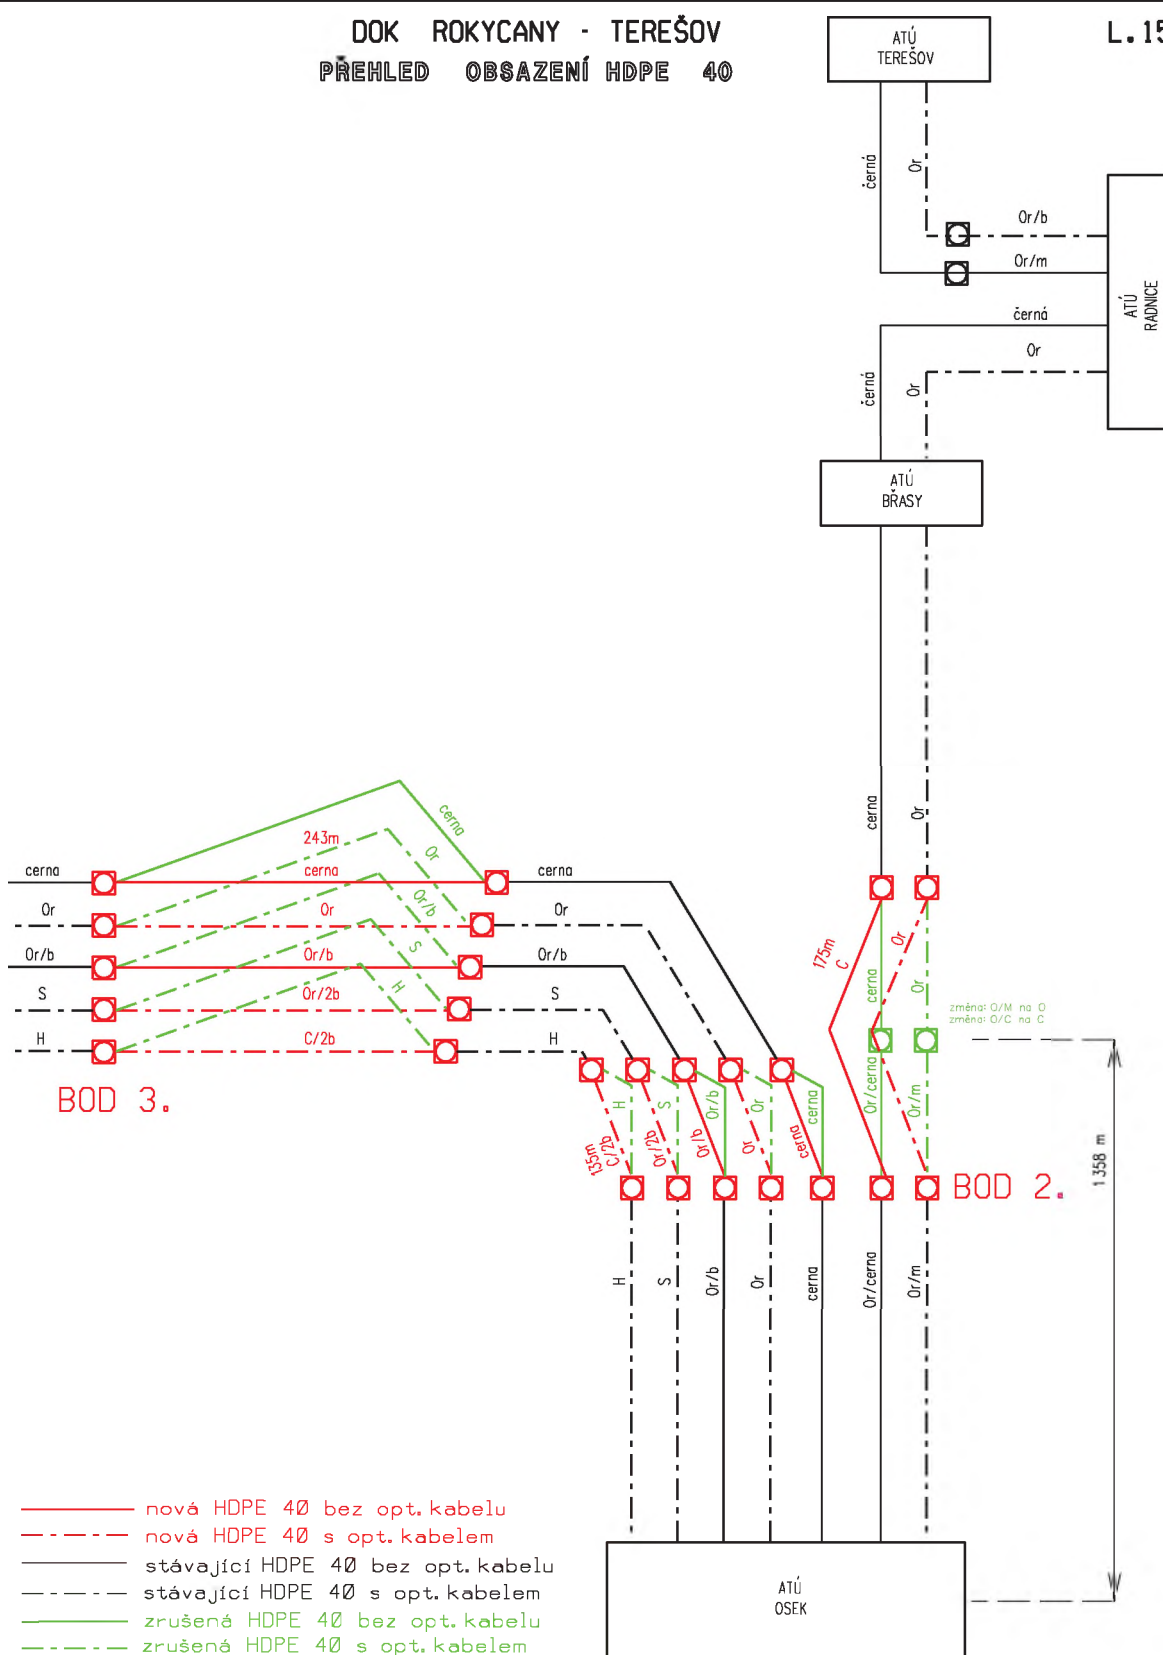 DOK ROKYCANY - TEREŠOV
PŘEHLED OBSAZENÍ HDPE 40
L.15
ATÚ
TEREŠOV
černá
Or
Or/b
Or/m
ATÚ
RADNICE
černá
Or
černá
Or
ATÚ
BŘASY
cerna
Or
cerna
243m
Or
cerna
cerna
cerna
Or
Or
Or/b
Or
Or/b
Or/b
S
Or/b
S
Or/2b
H
S
H
C/2b
H
BOD 3.
175m
C
Or
cerna
Or
změna: O/M na O
změna: O/C na C
Or/cerna
Or/m
135m
C/2b
H
Or/2b
S
Or/b
Or/b
Or
Or
cerna
cerna
BOD 2.
1358 m
H
S
Or/b
Or
cerna
Or/cerna
Or/m
nová HDPE 40 bez opt.kabelu
nová HDPE 40 s opt.kabelem
stávající HDPE 40 bez opt.kabelu
stávající HDPE 40 s opt.kabelem
zrušená HDPE 40 bez opt.kabelu
zrušená HDPE 40 s opt.kabelem
ATÚ
OSEK